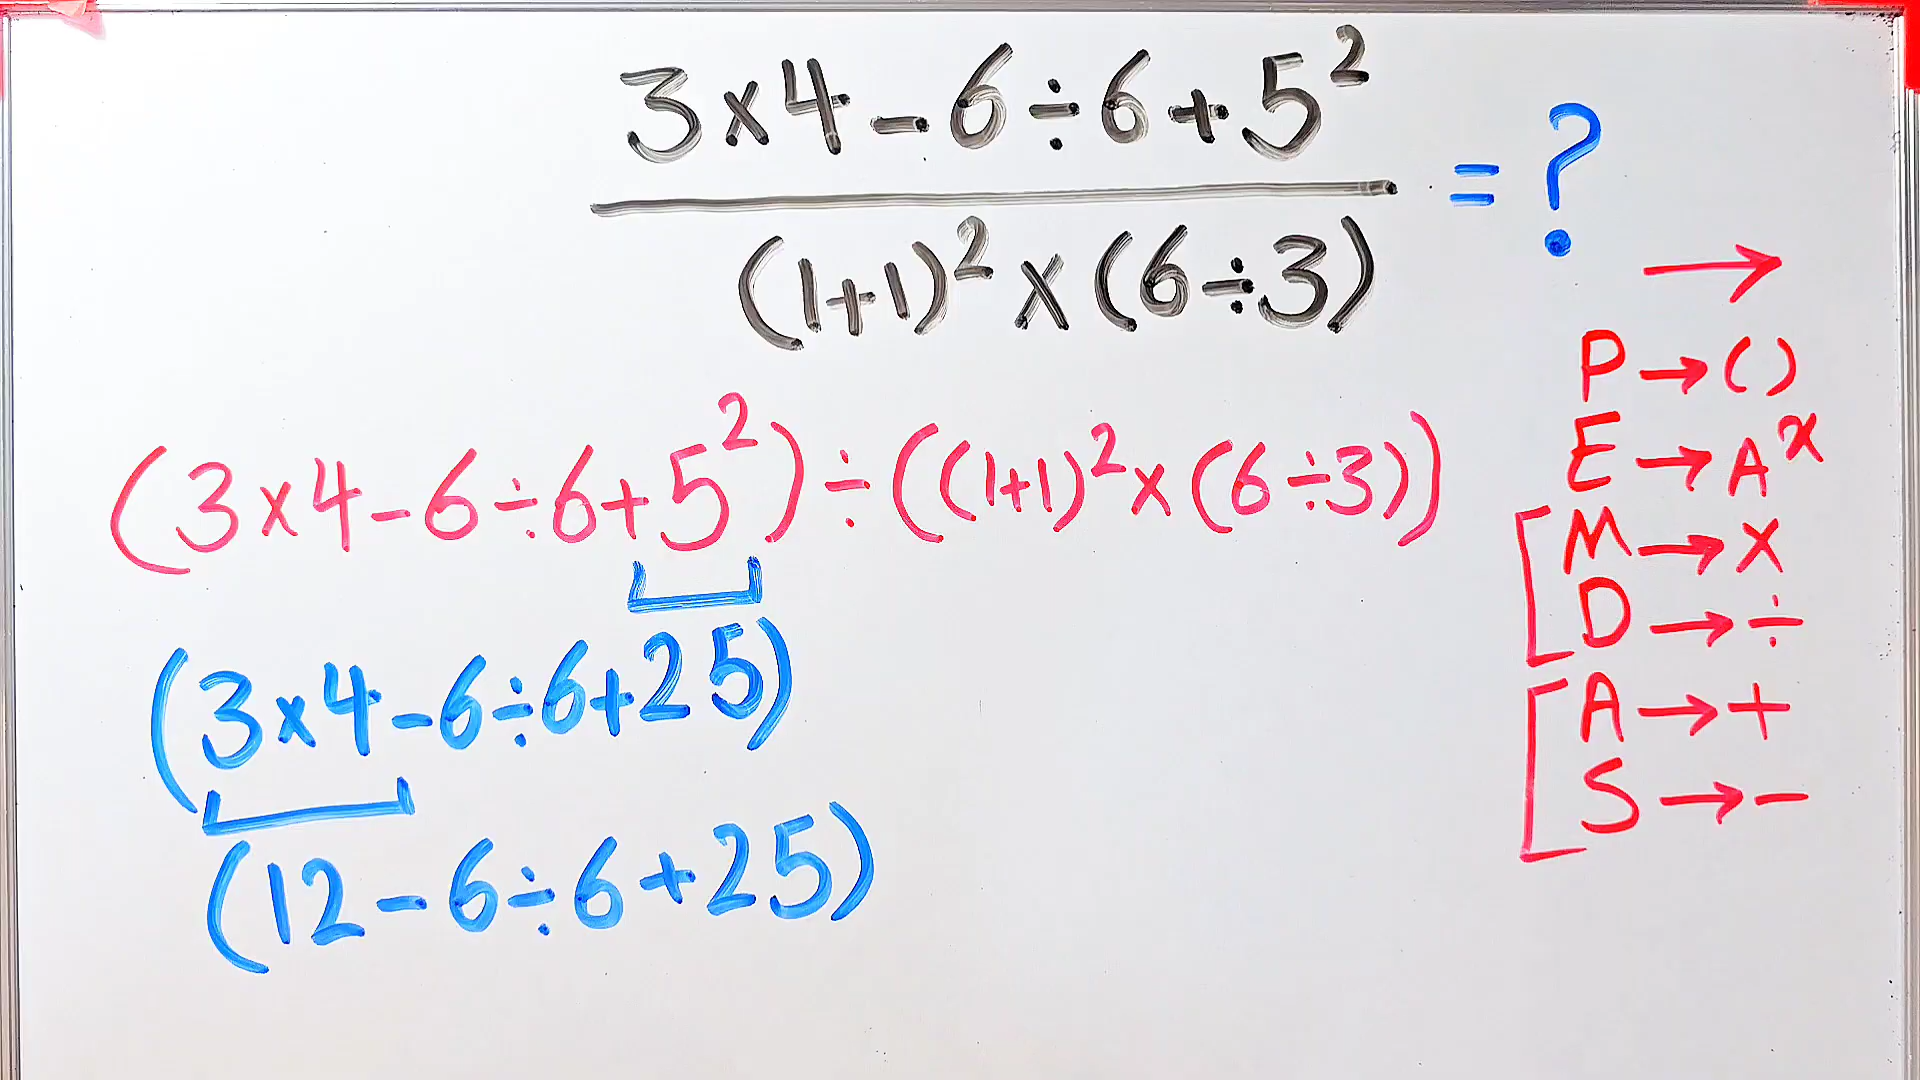 3×4-6÷6+5²
(1+1)²×(6÷3)
= ?
→
P→()
E→Aˣ
M→×
D→÷
A→+
S→-
(3×4-6÷6+5²)÷((1+1)²×(6÷3))
(3×4-6÷6+25)
(12-6÷6+25)